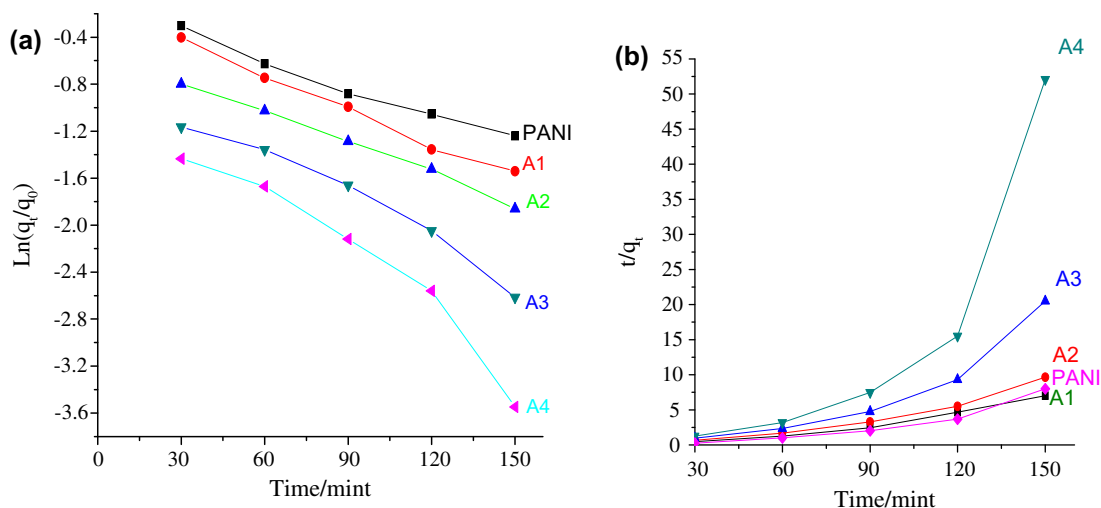 (a)
-0.4
-0.8
-1.2
-1.6
-2.0
-2.4
-2.8
-3.2
-3.6
Ln(qt/q0)
0 30 60 90 120 150
Time/mint
PANI
A1
A2
A3
A4
(b)
55
50
45
40
35
30
25
20
15
10
5
0
t/qt
30 60 90 120 150
Time/mint
A4
A3
A2
PANI
A1